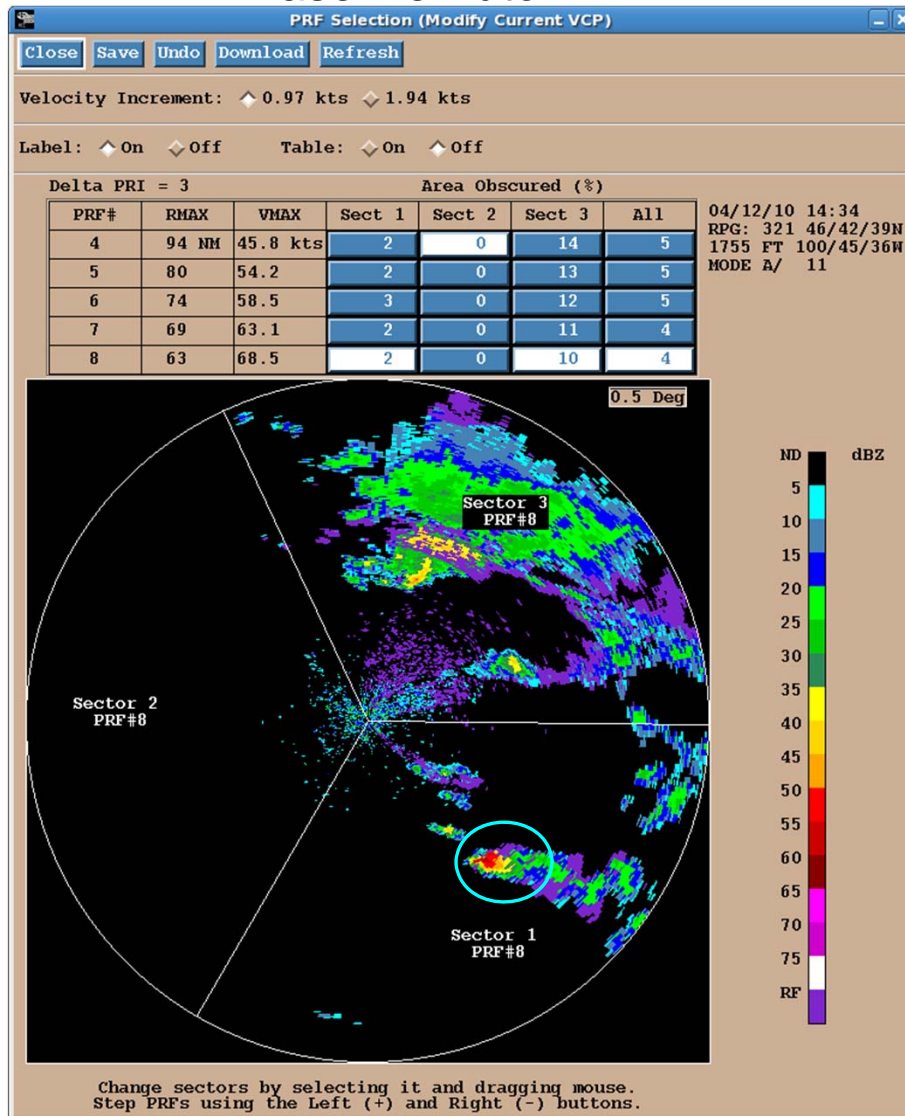 PRF Selection (Modify Current VCP)
Close Save Undo Download Refresh
Velocity Increment: 0.97 kts 1.94 kts
Label: On Off Table: On Off
Delta PRI = 3 Area Obscured (%)
PRF# RMAX VMAX Sect 1 Sect 2 Sect 3 All
4 94 NM 45.8 kts 2 0 14 5
5 80 54.2 2 0 13 5
6 74 58.5 3 0 12 5
7 69 63.1 2 0 11 4
8 63 68.5 2 0 10 4
04/12/10 14:34
RPG: 321 46/42/39N
1755 FT 100/45/36W
MODE A/ 11
0.5 Deg
Sector 3
PRF#8
Sector 2
PRF#8
Sector 1
PRF#8
ND dBZ
5
10
15
20
25
30
35
40
45
50
55
60
65
70
75
RF
Change sectors by selecting it and dragging mouse.
Step PRFs using the Left (+) and Right (-) buttons.